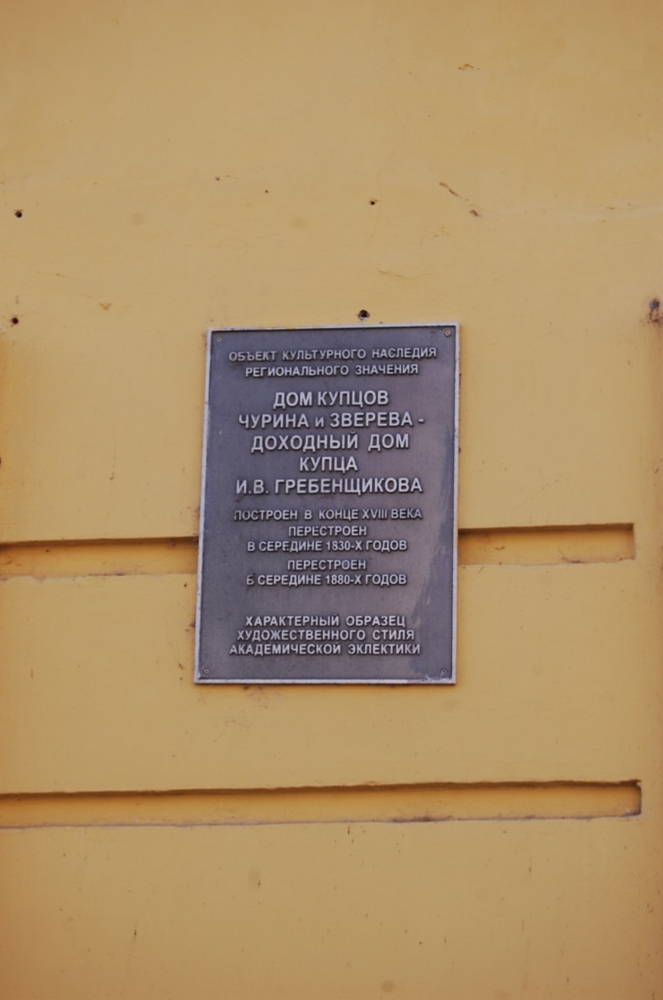 ОБЪЕКТ КУЛЬТУРНОГО НАСЛЕДИЯ
РЕГИОНАЛЬНОГО ЗНАЧЕНИЯ
ДОМ КУПЦОВ
ЧУРИНА и ЗВЕРЕВА -
ДОХОДНЫЙ ДОМ
КУПЦА
И.В. ГРЕБЕНЩИКОВА
ПОСТРОЕН В КОНЦЕ XVIII ВЕКА
ПЕРЕСТРОЕН
В СЕРЕДИНЕ 1830-Х ГОДОВ
ПЕРЕСТРОЕН
В СЕРЕДИНЕ 1880-Х ГОДОВ
ХАРАКТЕРНЫЙ ОБРАЗЕЦ
ХУДОЖЕСТВЕННОГО СТИЛЯ
АКАДЕМИЧЕСКОЙ ЭКЛЕКТИКИ